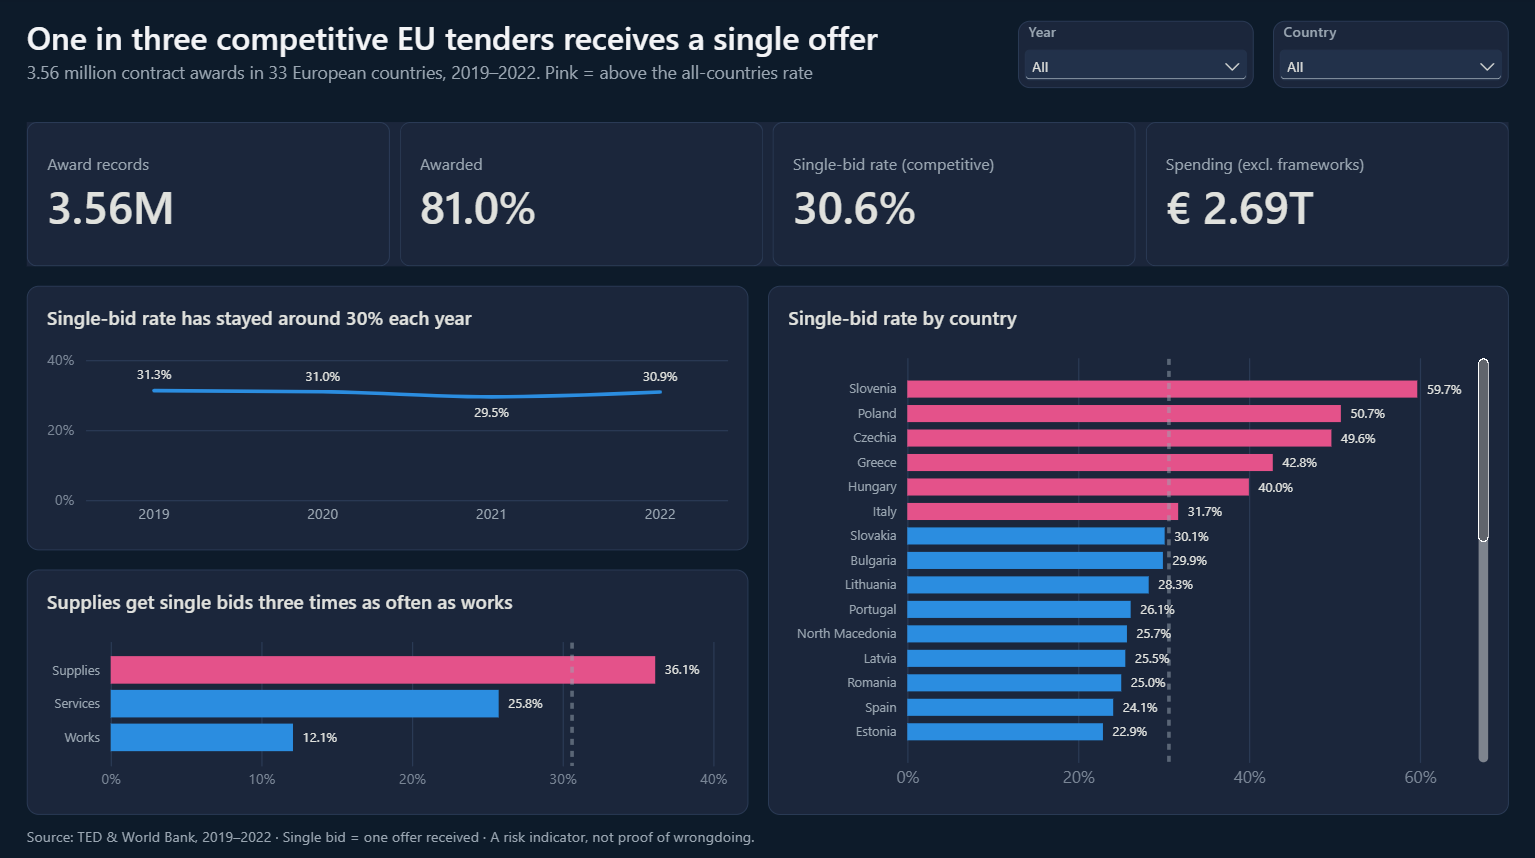 One in three competitive EU tenders receives a single offer
3.56 million contract awards in 33 European countries, 2019–2022. Pink = above the all-countries rate
Year
All
Country
All
Award records
3.56M
Awarded
81.0%
Single-bid rate (competitive)
30.6%
Spending (excl. frameworks)
€ 2.69T
Single-bid rate has stayed around 30% each year
40%
20%
0%
31.3%
31.0%
29.5%
30.9%
2019
2020
2021
2022
Supplies get single bids three times as often as works
Supplies 36.1%
Services 25.8%
Works 12.1%
0% 10% 20% 30% 40%
Single-bid rate by country
Slovenia 59.7%
Poland 50.7%
Czechia 49.6%
Greece 42.8%
Hungary 40.0%
Italy 31.7%
Slovakia 30.1%
Bulgaria 29.9%
Lithuania 28.3%
Portugal 26.1%
North Macedonia 25.7%
Latvia 25.5%
Romania 25.0%
Spain 24.1%
Estonia 22.9%
0% 20% 40% 60%
Source: TED & World Bank, 2019–2022 · Single bid = one offer received · A risk indicator, not proof of wrongdoing.